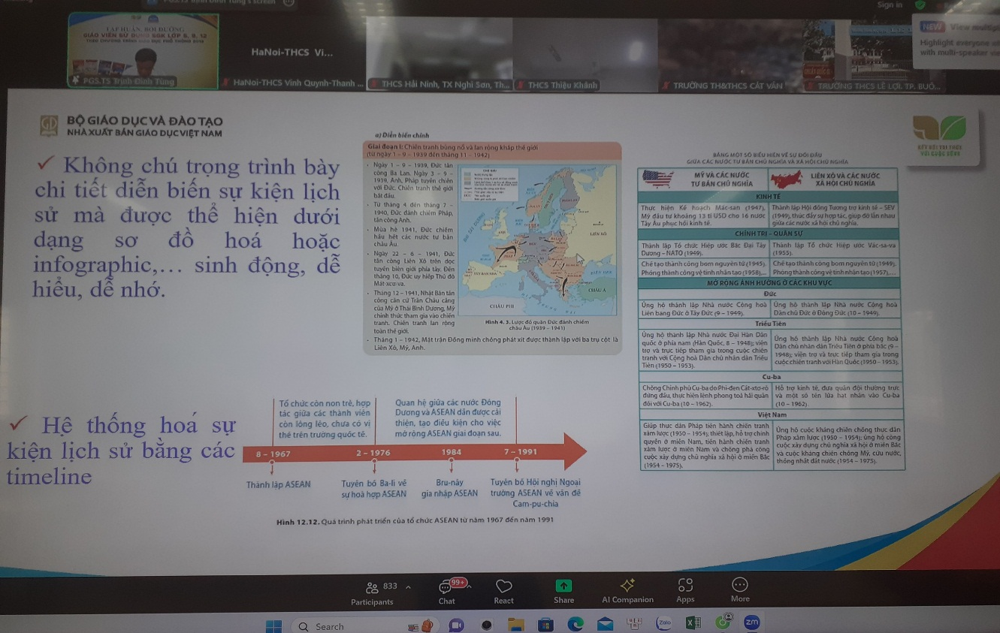 Sign in
NEW View
TẬP HUẤN, BỒI DƯỠNG
GIÁO VIÊN SỬ DỤNG SGK LỚP 5, 9, 12
HaNoi-THCS Vi...
Highlight everyone
with multi-speaker
PGS.TS Trịnh Đình Tùng
HaNoi-THCS Vinh Quynh-Thanh ...
THCS Hải Ninh, TX Nghi Sơn, Th...
THCS Thiệu Khánh
TRƯỜNG TH&THCS CÁT VÂN
TRƯỜNG THCS LÊ LỢI. TP. BUÔ...
BỘ GIÁO DỤC VÀ ĐÀO TẠO
NHÀ XUẤT BẢN GIÁO DỤC VIỆT NAM
KẾT NỐI TRI THỨC
VỚI CUỘC SỐNG
✓ Không chú trọng trình bày
chi tiết diễn biến sự kiện lịch
sử mà được thể hiện dưới
dạng sơ đồ hoá hoặc
infographic,... sinh động, dễ
hiểu, dễ nhớ.
a) Diễn biến chính
Giai đoạn I: Chiến tranh bùng nổ và lan rộng khắp thế giới
(từ ngày 1 – 9 – 1939 đến tháng 11 – 1942)
- Ngày 1 – 9 – 1939, Đức tấn
công Ba Lan. Ngày 3 – 9 –
1939, Anh, Pháp tuyên chiến
với Đức. Chiến tranh thế giới
bắt đầu.
- Từ tháng 4 đến tháng 7 –
1940, Đức đánh chiếm Pháp,
tấn công Anh.
- Mùa hè 1941, Đức chiếm
hầu hết các nước tư bản
châu Âu.
- Ngày 22 – 6 – 1941, Đức
tấn công Liên Xô trên dọc
tuyến biên giới phía tây. Đến
tháng 10, Đức uy hiếp Thủ đô
Mát-xcơ-va.
- Tháng 12 – 1941, Nhật Bản tấn
công căn cứ Trân Châu cảng
của Mỹ ở Thái Bình Dương, Mỹ
chính thức tham gia vào chiến
tranh. Chiến tranh lan rộng
toàn thế giới.
- Tháng 1 – 1942, Mặt trận Đồng minh chống phát xít được thành lập với ba trụ cột là
Liên Xô, Mỹ, Anh.
LIÊN XÔ
CHÂU Á
CHÂU PHI
Hình 4.3. Lược đồ quân Đức đánh chiếm
châu Âu (1939 – 1941)
BẢNG MỘT SỐ BIỂU HIỆN VỀ SỰ ĐỐI ĐẦU
GIỮA CÁC NƯỚC TƯ BẢN CHỦ NGHĨA VÀ XÃ HỘI CHỦ NGHĨA
MỸ VÀ CÁC NƯỚC
TƯ BẢN CHỦ NGHĨA
LIÊN XÔ VÀ CÁC NƯỚC
XÃ HỘI CHỦ NGHĨA
KINH TẾ
Thực hiện Kế hoạch Mác-san (1947),
Mỹ đầu tư khoảng 13 tỉ USD cho 16 nước
Tây Âu phục hồi kinh tế.
Thành lập Hội đồng Tương trợ kinh tế – SEV
(1949), thúc đẩy sự hợp tác, giúp đỡ lẫn nhau
giữa các nước xã hội chủ nghĩa.
CHÍNH TRỊ – QUÂN SỰ
Thành lập Tổ chức Hiệp ước Bắc Đại Tây
Dương – NATO (1949).
Thành lập Tổ chức Hiệp ước Vác-sa-va
(1955).
Chế tạo thành công bom nguyên tử (1945).
Phóng thành công vệ tinh nhân tạo (1958),...
Chế tạo thành công bom nguyên tử (1949).
Phóng thành công vệ tinh nhân tạo (1957),...
MỞ RỘNG ẢNH HƯỞNG Ở CÁC KHU VỰC
Đức
Ủng hộ thành lập Nhà nước Cộng hoà
Liên bang Đức ở Tây Đức (9 – 1949).
Ủng hộ thành lập Nhà nước Cộng hoà
Dân chủ Đức ở Đông Đức (10 – 1949).
Triều Tiên
Ủng hộ thành lập Nhà nước Đại Hàn Dân
quốc ở phía nam (Hàn Quốc, 8 – 1948); viện
trợ và trực tiếp tham gia trong cuộc chiến
tranh với Cộng hoà Dân chủ nhân dân Triều
Tiên (1950 – 1953).
Ủng hộ thành lập Nhà nước Cộng hoà
Dân chủ nhân dân Triều Tiên ở phía bắc (9 –
1948); viện trợ và trực tiếp tham gia trong
cuộc chiến tranh với Hàn Quốc (1950 – 1953).
Cu-ba
Chống Chính phủ Cu-ba do Phi-đen Cát-xtơ-rô
đứng đầu, thực hiện lệnh phong toả hải quân
đối với Cu-ba (10 – 1962).
Hỗ trợ kinh tế, đưa quân đội thường trực
và một số tên lửa hạt nhân vào Cu-ba
(10 – 1962).
Việt Nam
Giúp thực dân Pháp tiến hành chiến tranh
xâm lược (1950 – 1954); thiết lập, hỗ trợ chính
quyền ở miền Nam, tiến hành chiến tranh
xâm lược ở miền Nam và chống phá công
cuộc xây dựng chủ nghĩa xã hội ở miền Bắc
(1954 – 1975).
Ủng hộ cuộc kháng chiến chống thực dân
Pháp xâm lược (1950 – 1954); ủng hộ công
cuộc xây dựng chủ nghĩa xã hội ở miền Bắc
và cuộc kháng chiến chống Mỹ, cứu nước,
thống nhất đất nước (1954 – 1975).
✓ Hệ thống hoá sự
kiện lịch sử bằng các
timeline
Tổ chức còn non trẻ, hợp
tác giữa các thành viên
còn lỏng lẻo, chưa có vị
thế trên trường quốc tế.
Quan hệ giữa các nước Đông
Dương và ASEAN dần được cải
thiện, tạo điều kiện cho việc
mở rộng ASEAN giai đoạn sau.
8 – 1967
2 – 1976
1984
7 – 1991
Thành lập ASEAN
Tuyên bố Ba-li về
sự hoà hợp ASEAN
Bru-nây
gia nhập ASEAN
Tuyên bố Hội nghị Ngoại
trưởng ASEAN về vấn đề
Cam-pu-chia
Hình 12.12. Quá trình phát triển của tổ chức ASEAN từ năm 1967 đến năm 1991
833
99+
Participants
Chat
React
Share
AI Companion
Apps
More
Search
Zalo
zm